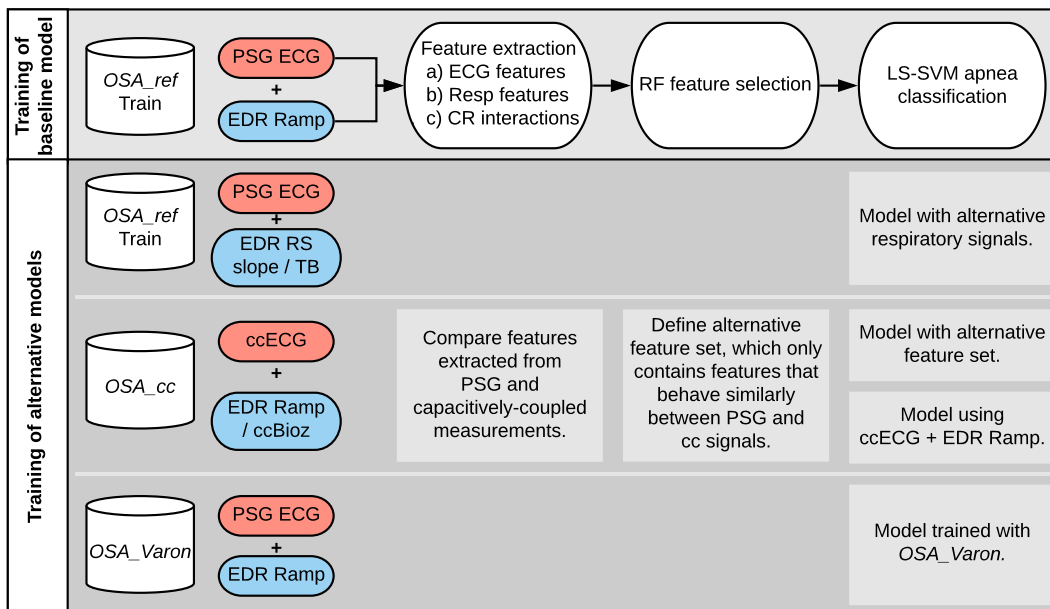 Training of
baseline model
OSA_ref
Train
PSG ECG
+
EDR Ramp
Feature extraction
a) ECG features
b) Resp features
c) CR interactions
RF feature selection
LS-SVM apnea
classification
Training of alternative models
OSA_ref
Train
PSG ECG
+
EDR RS
slope / TB
Model with alternative
respiratory signals.
OSA_cc
ccECG
+
EDR Ramp
/ ccBioz
Compare features
extracted from
PSG and
capacitively-coupled
measurements.
Define alternative
feature set, which only
contains features that
behave similarly
between PSG and
cc signals.
Model with alternative
feature set.
Model using
ccECG + EDR Ramp.
OSA_Varon
PSG ECG
+
EDR Ramp
Model trained with
OSA_Varon.